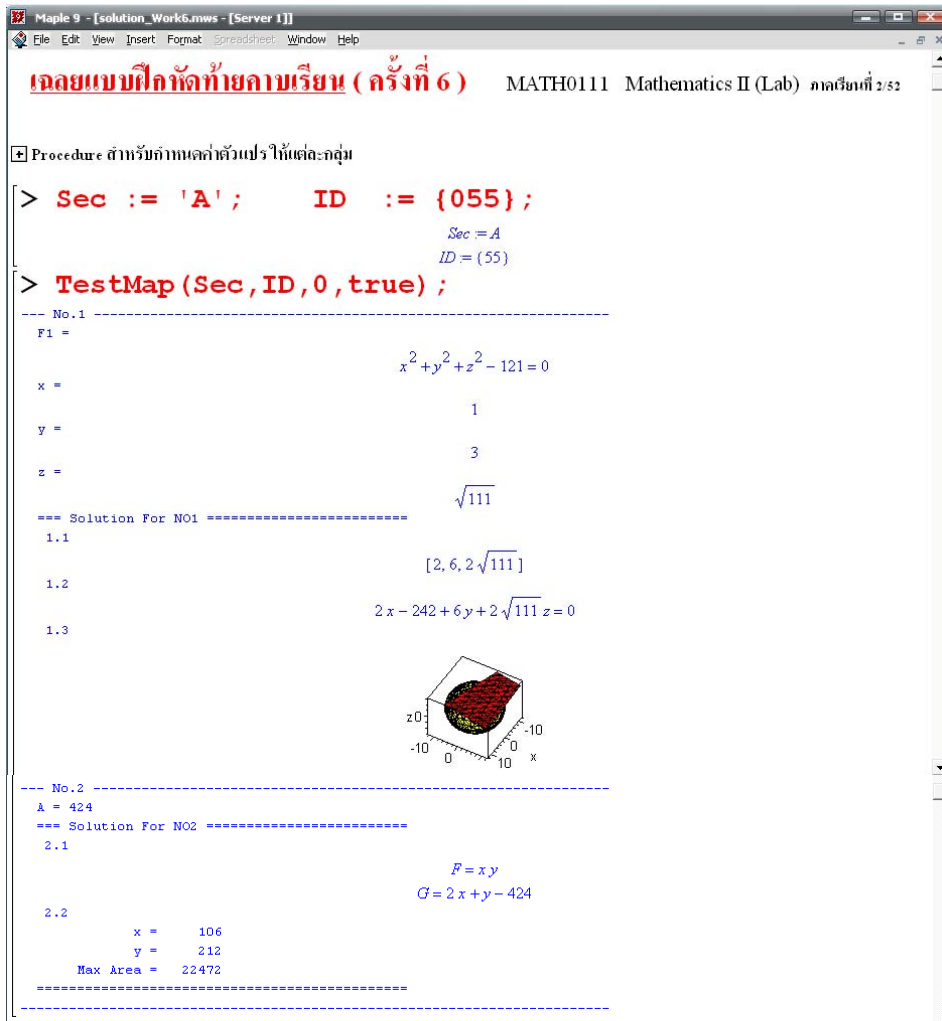 Maple 9 - [solution_Work6.mws - [Server 1]]
File Edit View Insert Format Spreadsheet Window Help
เฉลยแบบฝึกหัดท้ายคาบเรียน ( ครั้งที่ 6 ) MATH0111 Mathematics II (Lab) ภาคเรียนที่ 2/52
Procedure สำหรับกำหนดค่าตัวแปร ให้แต่ละกลุ่ม
> Sec := 'A'; ID := {055};
Sec := A
ID := {55}
> TestMap(Sec,ID,0,true);
--- No.1 ----------------------------------------------------------------
F1 =
x^2 + y^2 + z^2 − 121 = 0
x =
1
y =
3
z =
√111
=== Solution For NO1 =========================
1.1
[2, 6, 2 √111 ]
1.2
2 x − 242 + 6 y + 2 √111 z = 0
1.3
z 0
-10 0 10 0 -10 x
--- No.2 ----------------------------------------------------------------
A = 424
=== Solution For NO2 =========================
2.1
F = x y
G = 2 x + y − 424
2.2
x = 106
y = 212
Max Area = 22472
==============================================
-------------------------------------------------------------------------